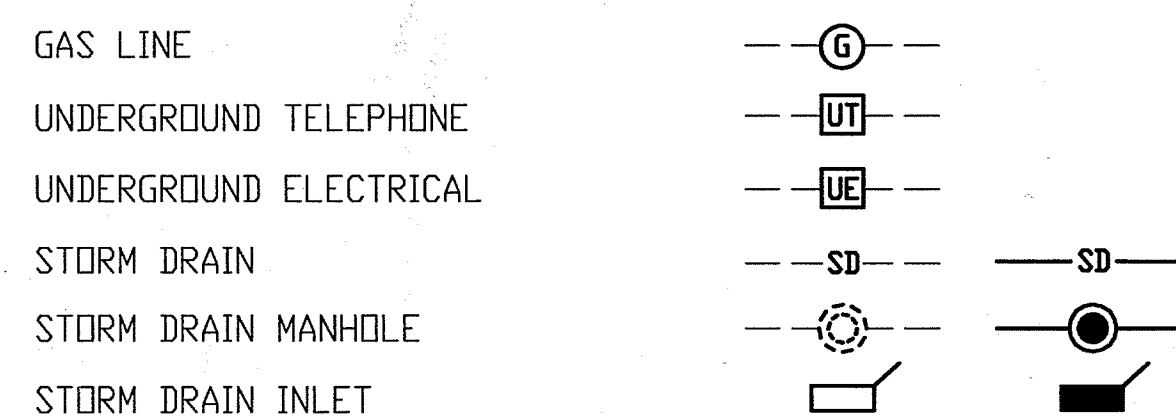 GAS LINE G
UNDERGROUND TELEPHONE UT
UNDERGROUND ELECTRICAL UE
STORM DRAIN SD SD
STORM DRAIN MANHOLE
STORM DRAIN INLET